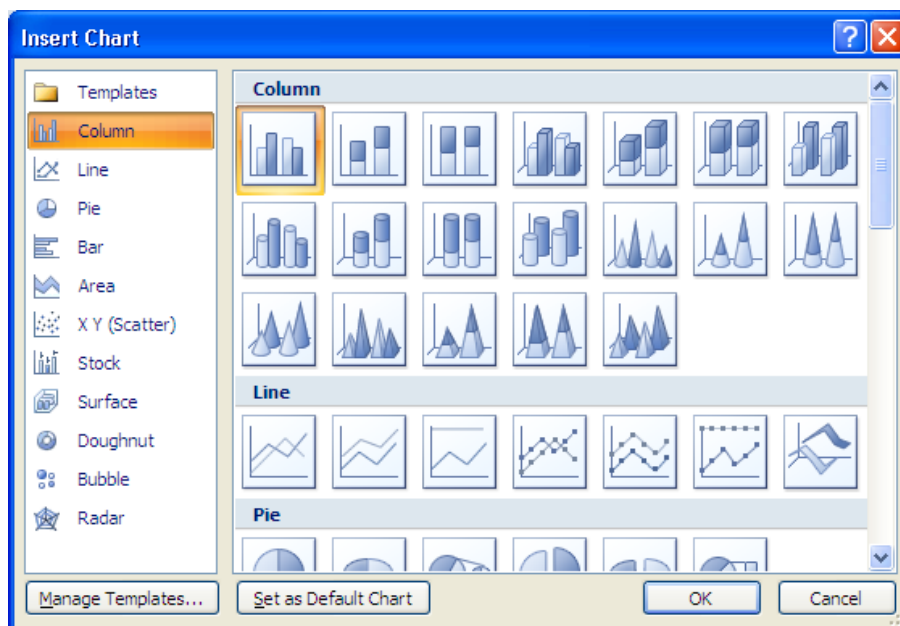 Insert Chart
Templates
Column
Line
Pie
Bar
Area
X Y (Scatter)
Stock
Surface
Doughnut
Bubble
Radar
Column
Line
Pie
Manage Templates...
Set as Default Chart
OK
Cancel